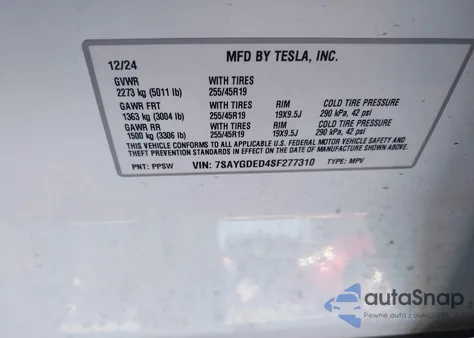 MFD BY TESLA, INC.
12/24
GVWR WITH TIRES
2273 kg (5011 lb) 255/45R19
GAWR FRT WITH TIRES RIM COLD TIRE PRESSURE
1363 kg (3004 lb) 255/45R19 19X9.5J 290 kPa, 42 psi
GAWR RR WITH TIRES RIM COLD TIRE PRESSURE
1500 kg (3306 lb) 255/45R19 19X9.5J 290 kPa, 42 psi
THIS VEHICLE CONFORMS TO ALL APPLICABLE U.S. FEDERAL MOTOR VEHICLE SAFETY AND
THEFT PREVENTION STANDARDS IN EFFECT ON THE DATE OF MANUFACTURE SHOWN ABOVE.
PNT: PPSW VIN: 7SAYGDED4SF277310 TYPE: MPV
autaSnap
Pewne auta z aukcji